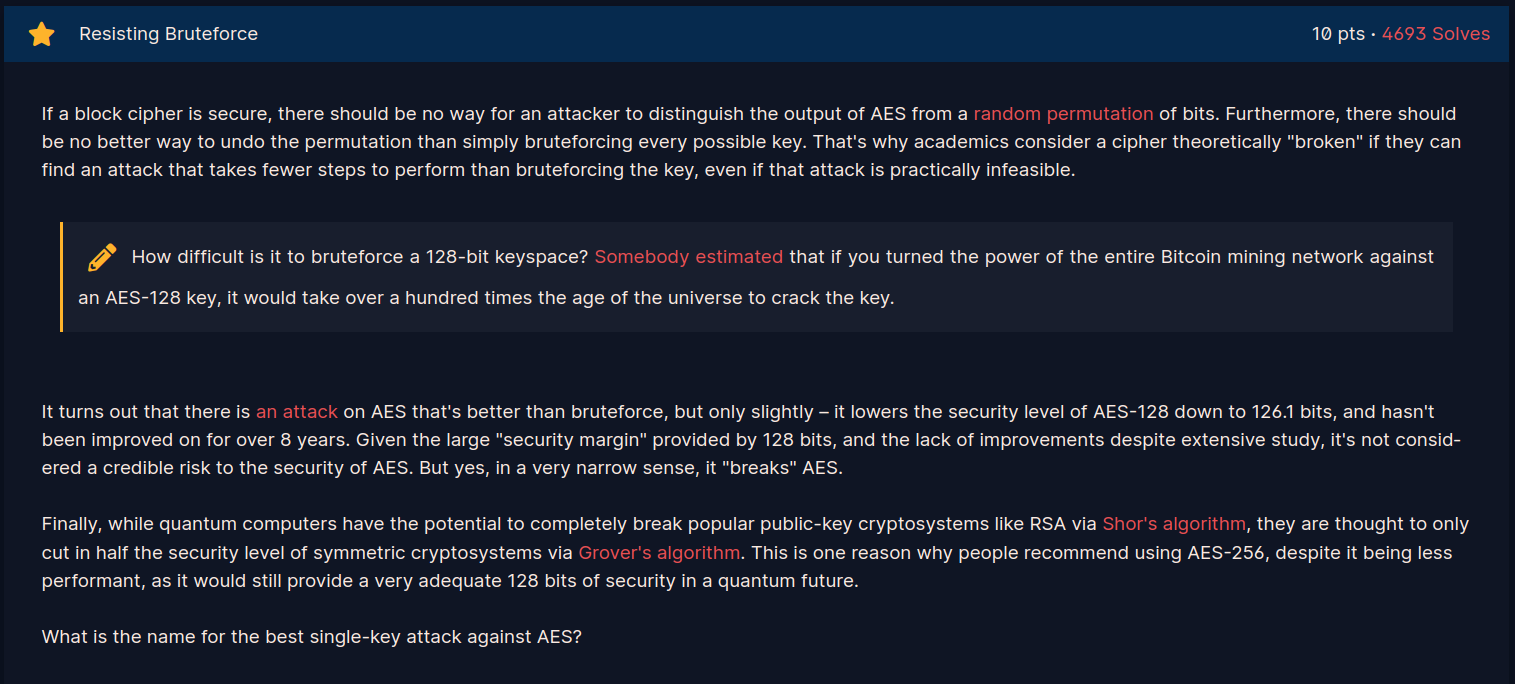 Resisting Bruteforce
10 pts · 4693 Solves
If a block cipher is secure, there should be no way for an attacker to distinguish the output of AES from a random permutation of bits. Furthermore, there should
be no better way to undo the permutation than simply bruteforcing every possible key. That's why academics consider a cipher theoretically "broken" if they can
find an attack that takes fewer steps to perform than bruteforcing the key, even if that attack is practically infeasible.
How difficult is it to bruteforce a 128-bit keyspace? Somebody estimated that if you turned the power of the entire Bitcoin mining network against
an AES-128 key, it would take over a hundred times the age of the universe to crack the key.
It turns out that there is an attack on AES that's better than bruteforce, but only slightly – it lowers the security level of AES-128 down to 126.1 bits, and hasn't
been improved on for over 8 years. Given the large "security margin" provided by 128 bits, and the lack of improvements despite extensive study, it's not consid-
ered a credible risk to the security of AES. But yes, in a very narrow sense, it "breaks" AES.
Finally, while quantum computers have the potential to completely break popular public-key cryptosystems like RSA via Shor's algorithm, they are thought to only
cut in half the security level of symmetric cryptosystems via Grover's algorithm. This is one reason why people recommend using AES-256, despite it being less
performant, as it would still provide a very adequate 128 bits of security in a quantum future.
What is the name for the best single-key attack against AES?